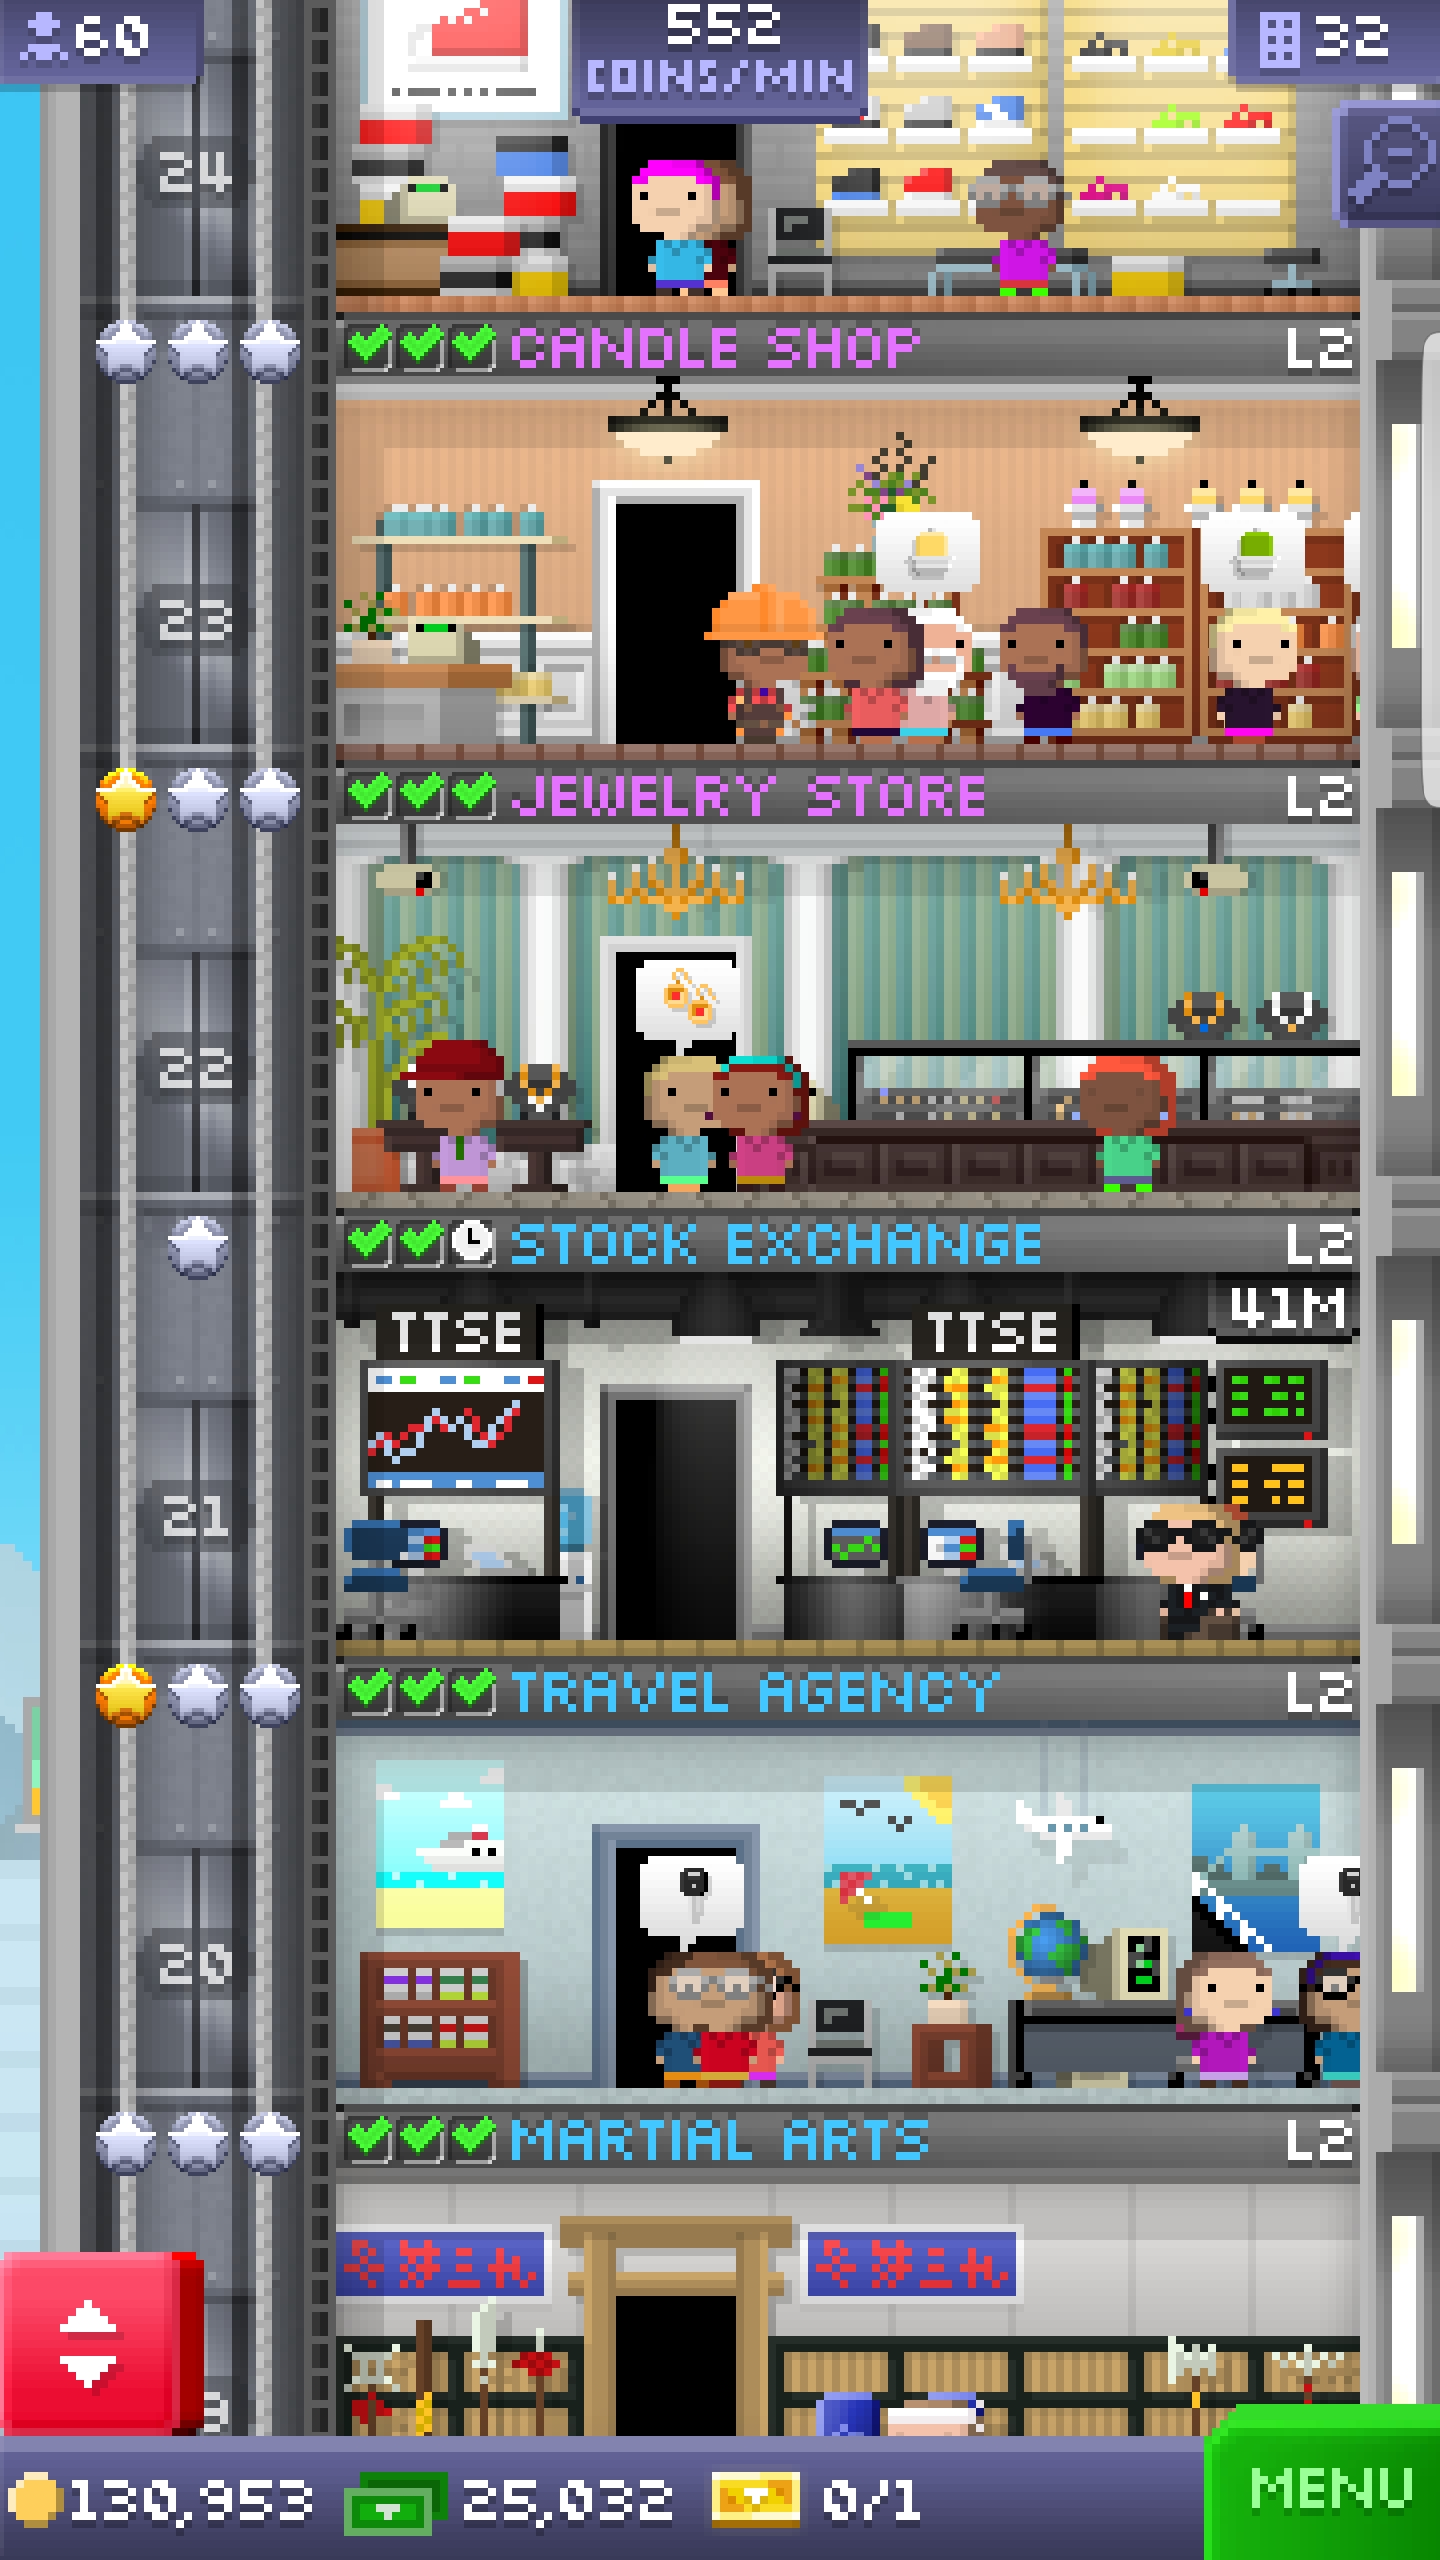 60
552
COINS/MIN
32
24
CANDLE SHOP L2
23
JEWELRY STORE L2
22
STOCK EXCHANGE L2
41M
TTSE TTSE
21
TRAVEL AGENCY L2
20
MARTIAL ARTS L2
130,953 25,032 0/1
MENU